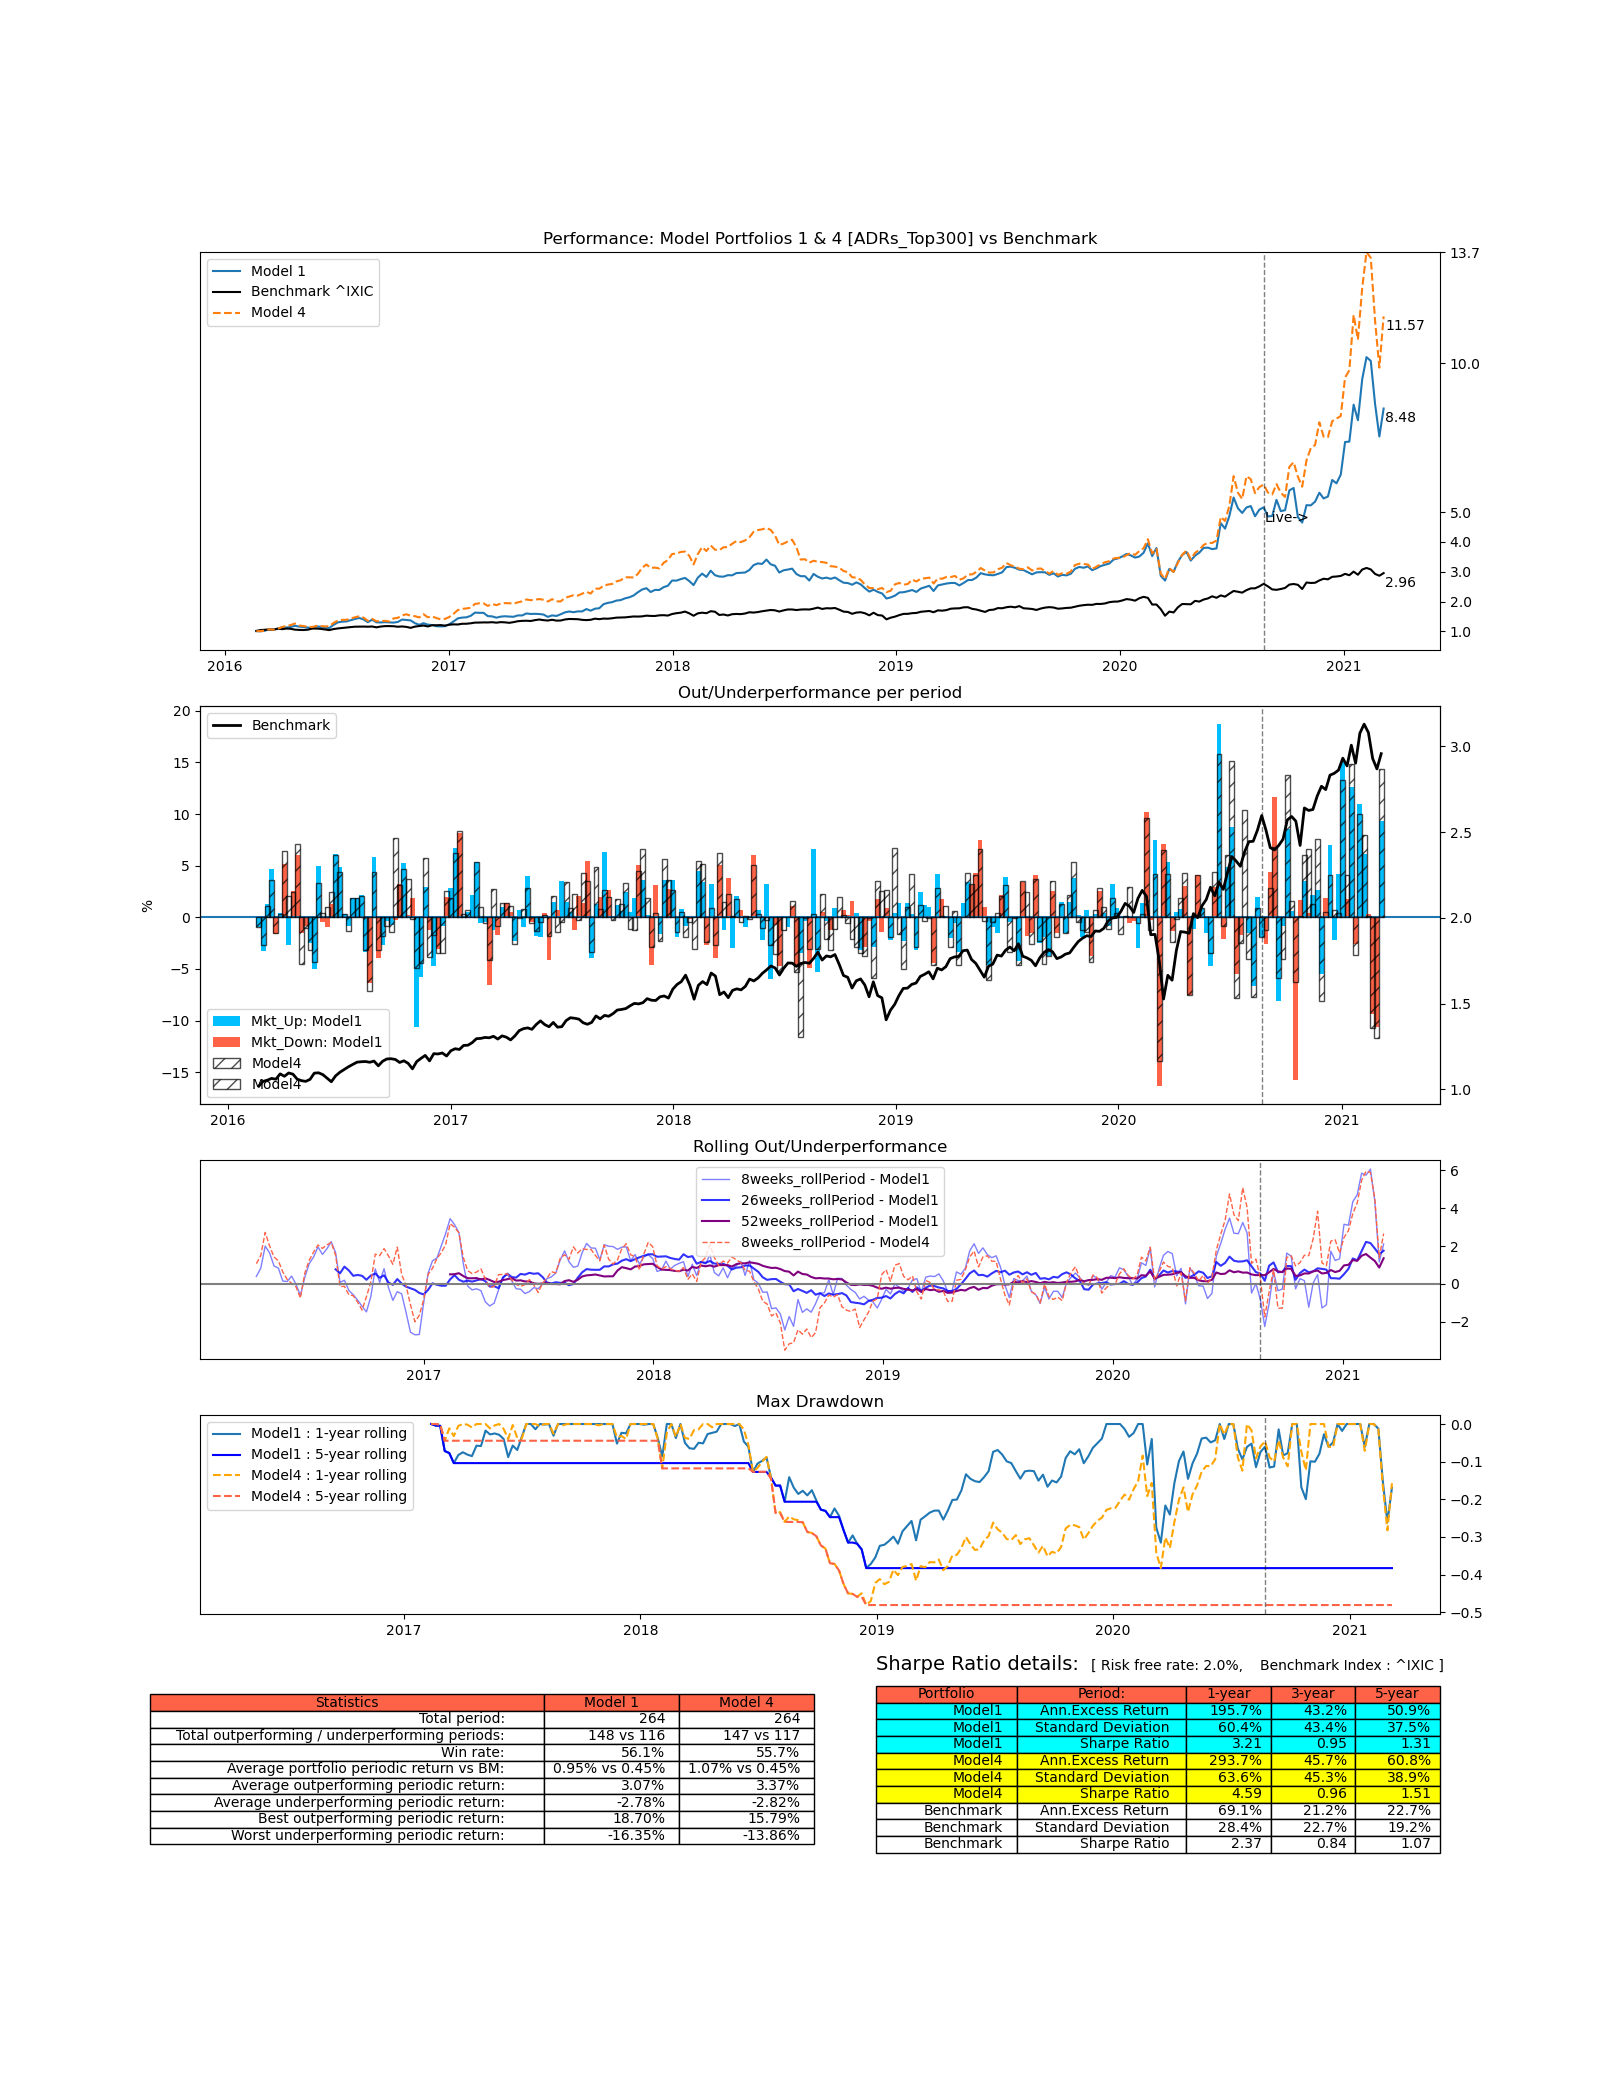 Performance: Model Portfolios 1 & 4 [ADRs_Top300] vs Benchmark
Model 1
Benchmark ^IXIC
Model 4
13.7
10.0
5.0
4.0
3.0
2.0
1.0
11.57
8.48
2.96
Live->
2016 2017 2018 2019 2020 2021
Out/Underperformance per period
Benchmark
20
15
10
5
0
−5
−10
−15
%
3.0
2.5
2.0
1.5
1.0
Mkt_Up: Model1
Mkt_Down: Model1
Model4
Model4
2016 2017 2018 2019 2020 2021
Rolling Out/Underperformance
8weeks_rollPeriod - Model1
26weeks_rollPeriod - Model1
52weeks_rollPeriod - Model1
8weeks_rollPeriod - Model4
6
4
2
0
−2
2017 2018 2019 2020 2021
Max Drawdown
Model1 : 1-year rolling
Model1 : 5-year rolling
Model4 : 1-year rolling
Model4 : 5-year rolling
0.0
−0.1
−0.2
−0.3
−0.4
−0.5
2017 2018 2019 2020 2021
Statistics Model 1 Model 4
Total period: 264 264
Total outperforming / underperforming periods: 148 vs 116 147 vs 117
Win rate: 56.1% 55.7%
Average portfolio periodic return vs BM: 0.95% vs 0.45% 1.07% vs 0.45%
Average outperforming periodic return: 3.07% 3.37%
Average underperforming periodic return: -2.78% -2.82%
Best outperforming periodic return: 18.70% 15.79%
Worst underperforming periodic return: -16.35% -13.86%
Sharpe Ratio details: [ Risk free rate: 2.0%, Benchmark Index : ^IXIC ]
Portfolio Period: 1-year 3-year 5-year
Model1 Ann.Excess Return 195.7% 43.2% 50.9%
Model1 Standard Deviation 60.4% 43.4% 37.5%
Model1 Sharpe Ratio 3.21 0.95 1.31
Model4 Ann.Excess Return 293.7% 45.7% 60.8%
Model4 Standard Deviation 63.6% 45.3% 38.9%
Model4 Sharpe Ratio 4.59 0.96 1.51
Benchmark Ann.Excess Return 69.1% 21.2% 22.7%
Benchmark Standard Deviation 28.4% 22.7% 19.2%
Benchmark Sharpe Ratio 2.37 0.84 1.07